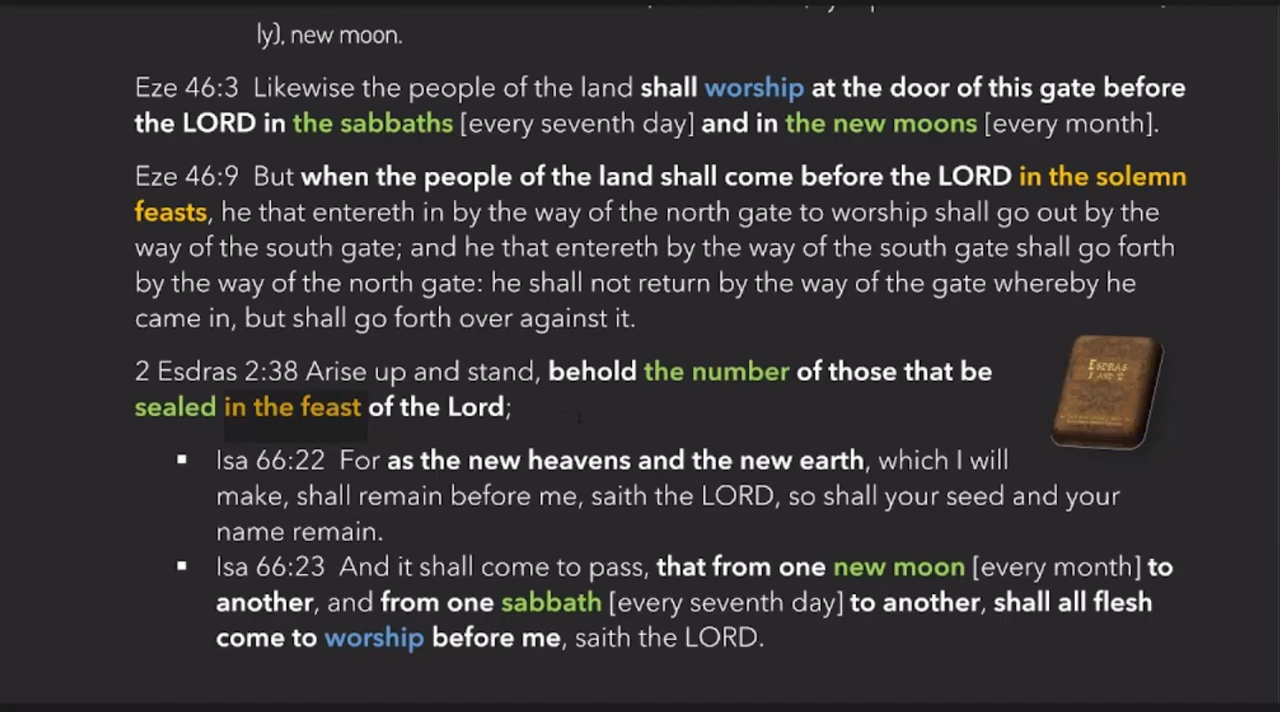 ly), new moon.
Eze 46:3 Likewise the people of the land shall worship at the door of this gate before
the LORD in the sabbaths [every seventh day] and in the new moons [every month].
Eze 46:9 But when the people of the land shall come before the LORD in the solemn
feasts, he that entereth in by the way of the north gate to worship shall go out by the
way of the south gate; and he that entereth by the way of the south gate shall go forth
by the way of the north gate: he shall not return by the way of the gate whereby he
came in, but shall go forth over against it.
2 Esdras 2:38 Arise up and stand, behold the number of those that be
sealed in the feast of the Lord;
ESDRAS
▪ Isa 66:22 For as the new heavens and the new earth, which I will
make, shall remain before me, saith the LORD, so shall your seed and your
name remain.
▪ Isa 66:23 And it shall come to pass, that from one new moon [every month] to
another, and from one sabbath [every seventh day] to another, shall all flesh
come to worship before me, saith the LORD.